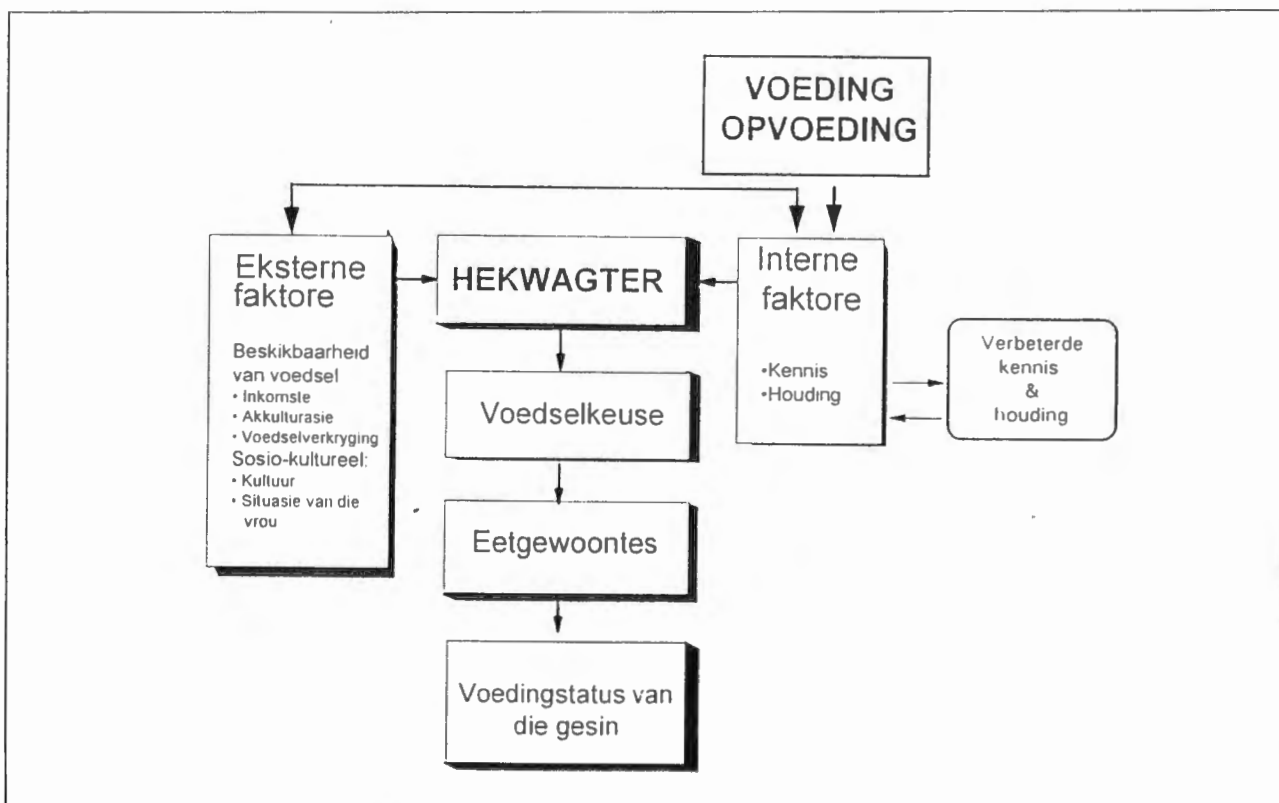 VOEDING
OPVOEDING
Eksterne
faktore
Beskikbaarheid
van voedsel
• Inkomste
• Akkulturasie
• Voedselverkryging
Sosio-kultureel:
• Kultuur
• Situasie van die
vrou
HEKWAGTER
Voedselkeuse
Eetgewoontes
Voedingstatus van
die gesin
Interne
faktore
•Kennis
•Houding
Verbeterde
kennis
&
houding